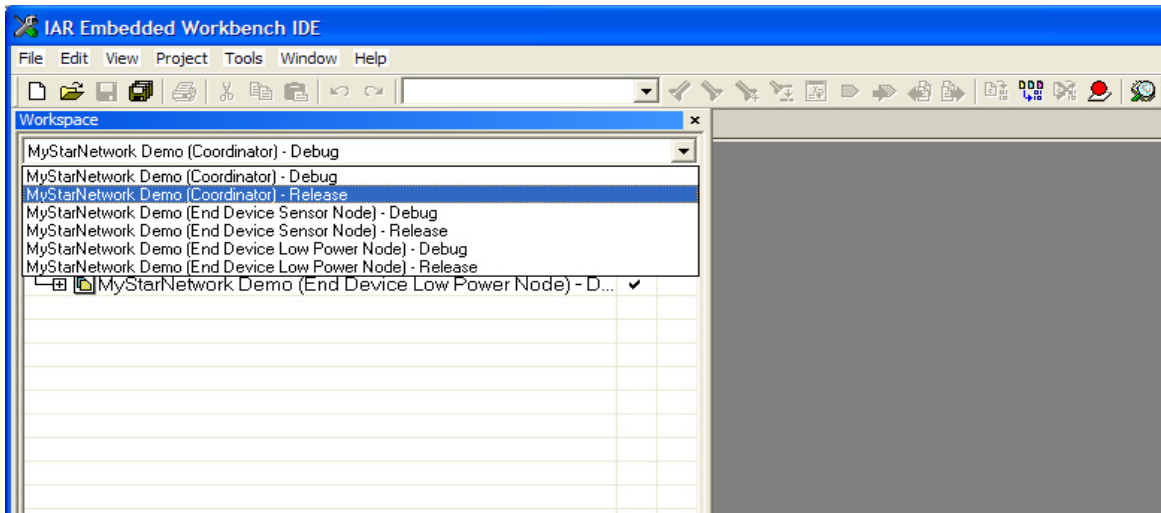 IAR Embedded Workbench IDE
File Edit View Project Tools Window Help
Workspace
MyStarNetwork Demo (Coordinator) - Debug
MyStarNetwork Demo (Coordinator) - Debug
MyStarNetwork Demo (Coordinator) - Release
MyStarNetwork Demo (End Device Sensor Node) - Debug
MyStarNetwork Demo (End Device Sensor Node) - Release
MyStarNetwork Demo (End Device Low Power Node) - Debug
MyStarNetwork Demo (End Device Low Power Node) - Release
MyStarNetwork Demo (End Device Low Power Node) - D...